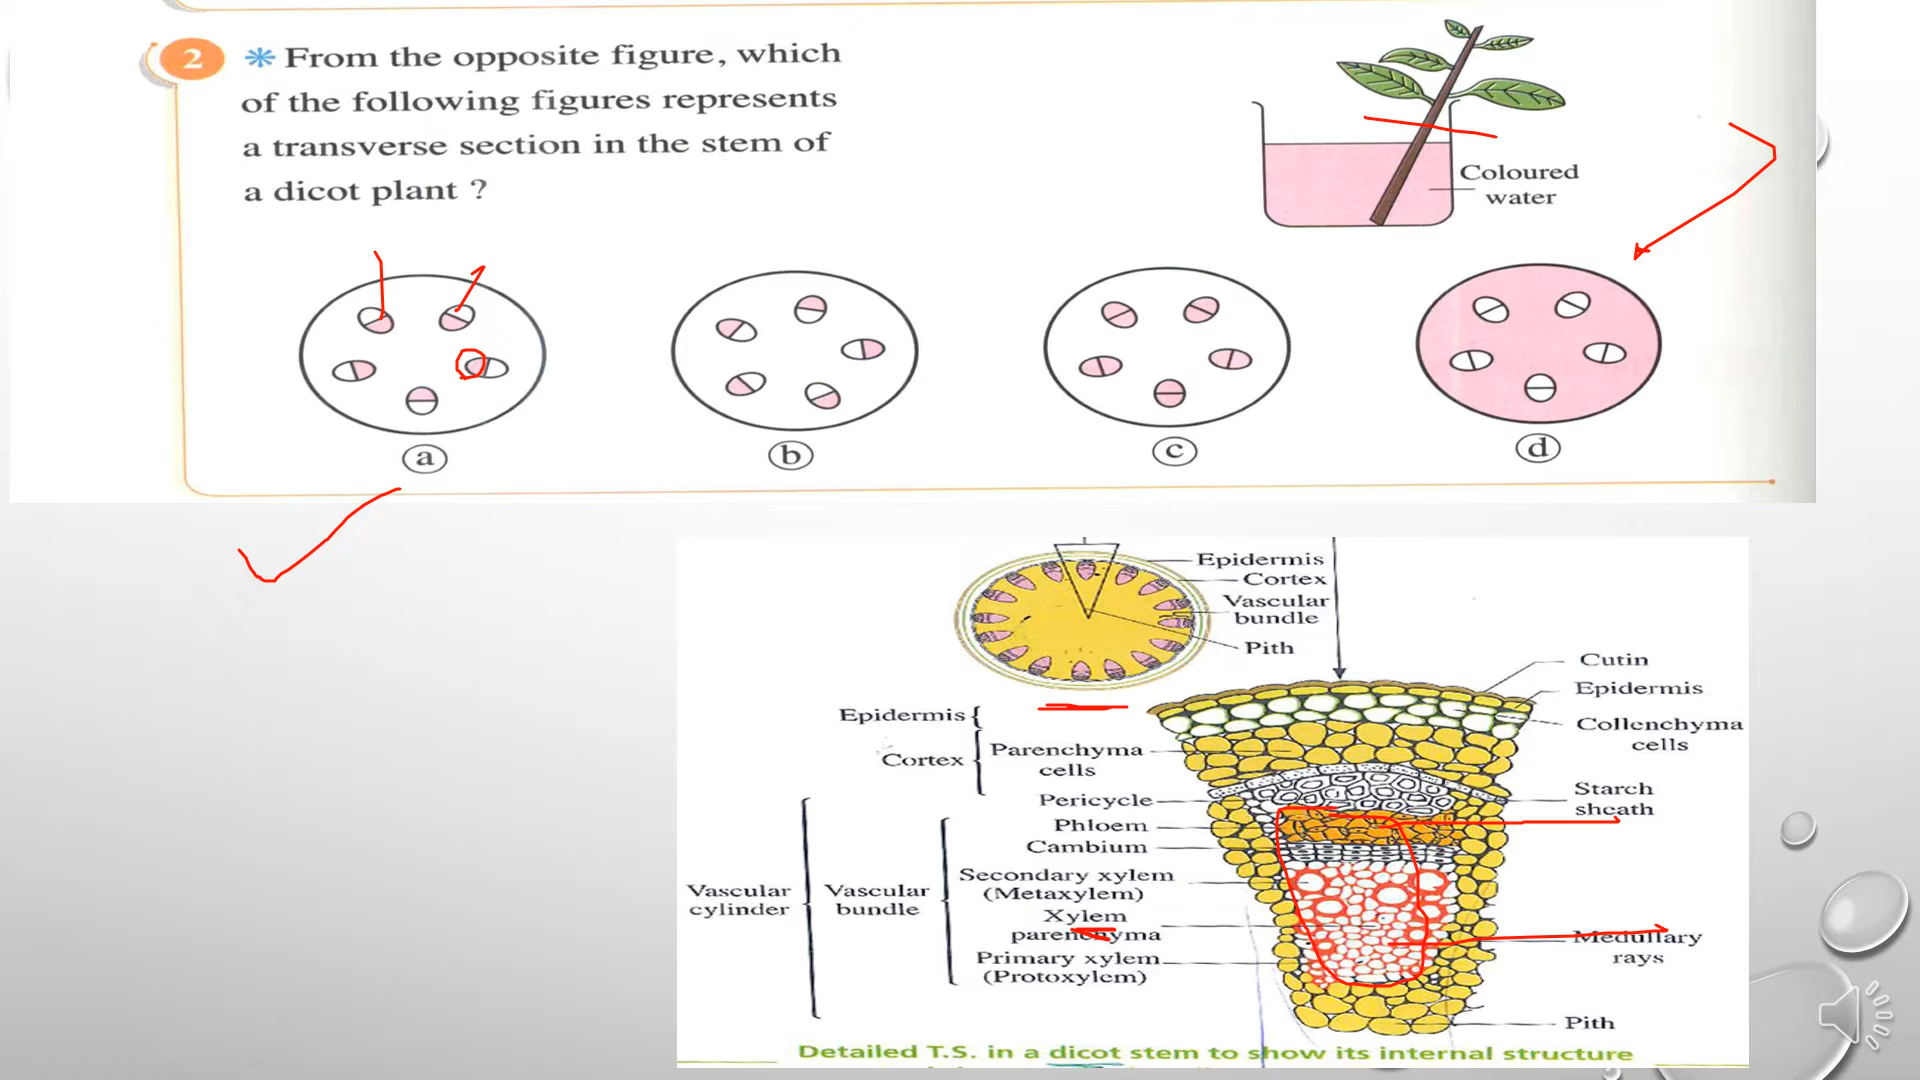 2 * From the opposite figure, which
of the following figures represents
a transverse section in the stem of
a dicot plant ?
Coloured
water
a b c d
Epidermis
Cortex
Vascular
bundle
Pith
Cutin
Epidermis
Collenchyma
cells
Starch
sheath
Medullary
rays
Pith
Epidermis
Cortex
Parenchyma
cells
Pericycle
Phloem
Cambium
Secondary xylem
(Metaxylem)
Xylem
parenchyma
Primary xylem
(Protoxylem)
Vascular
cylinder
Vascular
bundle
Detailed T.S. in a dicot stem to show its internal structure